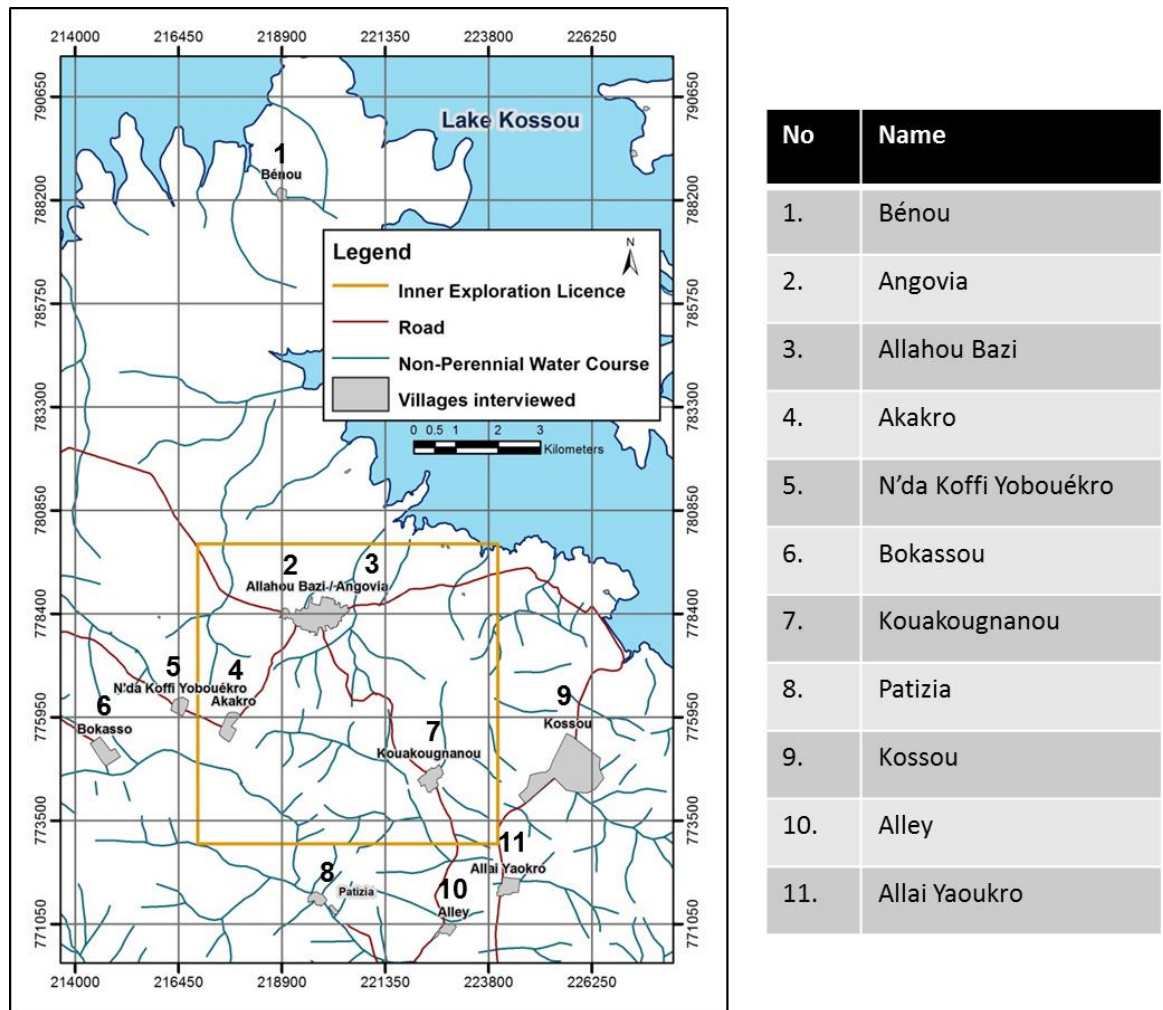 214000 216450 218900 221350 223800 226250
790650 790650
Lake Kossou
1
Bénou
788200 788200
Legend
N
Inner Exploration Licence
Road
Non-Perennial Water Course
Villages interviewed
785750 785750
783300 783300
0 0.5 1 2 3
Kilometers
780850 780850
2 3
Allahou Bazi-/-Angovia
778400 778400
5 4
N'da Koffi Yobouékro
Akakro
6
Bokasso
9
Kossou
775950 775950
7
Kouakougnanou
773500 773500
11
Allai Yaokro
8
Patizia
10
Alley
771050 771050
214000 216450 218900 221350 223800 226250
No Name
1. Bénou
2. Angovia
3. Allahou Bazi
4. Akakro
5. N’da Koffi Yobouékro
6. Bokassou
7. Kouakougnanou
8. Patizia
9. Kossou
10. Alley
11. Allai Yaoukro